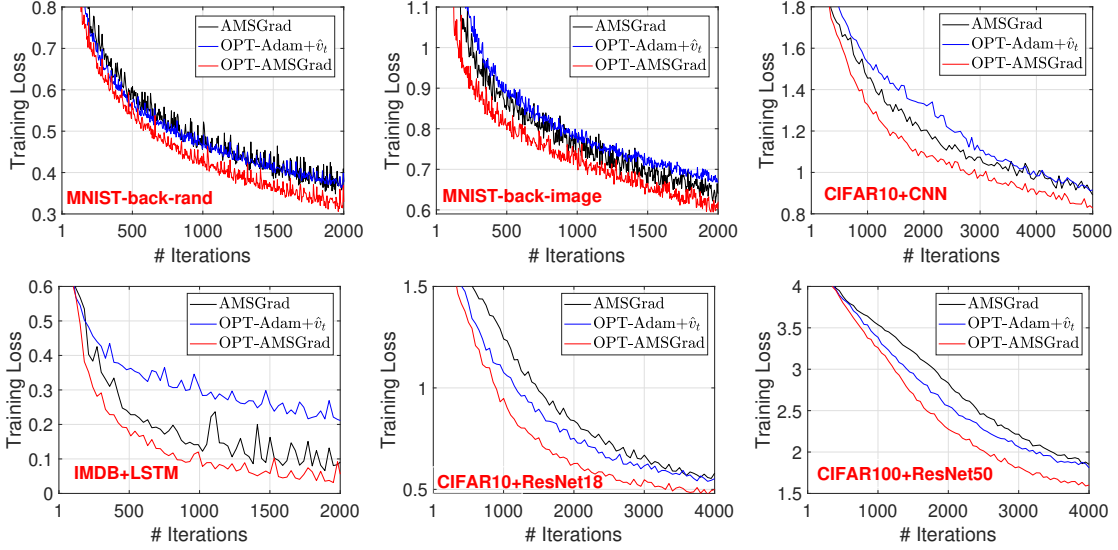 0.8
0.7
0.6
0.5
0.4
0.3
Training Loss
AMSGrad
OPT-Adam+v̂ₜ
OPT-AMSGrad
MNIST-back-rand
1 500 1000 1500 2000
# Iterations
1.1
1
0.9
0.8
0.7
0.6
Training Loss
AMSGrad
OPT-Adam+v̂ₜ
OPT-AMSGrad
MNIST-back-image
1 500 1000 1500 2000
# Iterations
1.8
1.6
1.4
1.2
1
0.8
Training Loss
AMSGrad
OPT-Adam+v̂ₜ
OPT-AMSGrad
CIFAR10+CNN
1 1000 2000 3000 4000 5000
# Iterations
0.6
0.5
0.4
0.3
0.2
0.1
0
Training Loss
AMSGrad
OPT-Adam+v̂ₜ
OPT-AMSGrad
IMDB+LSTM
1 500 1000 1500 2000
# Iterations
1.5
1
0.5
Training Loss
AMSGrad
OPT-Adam+v̂ₜ
OPT-AMSGrad
CIFAR10+ResNet18
1 1000 2000 3000 4000
# Iterations
4
3.5
3
2.5
2
1.5
Training Loss
AMSGrad
OPT-Adam+v̂ₜ
OPT-AMSGrad
CIFAR100+ResNet50
1 1000 2000 3000 4000
# Iterations